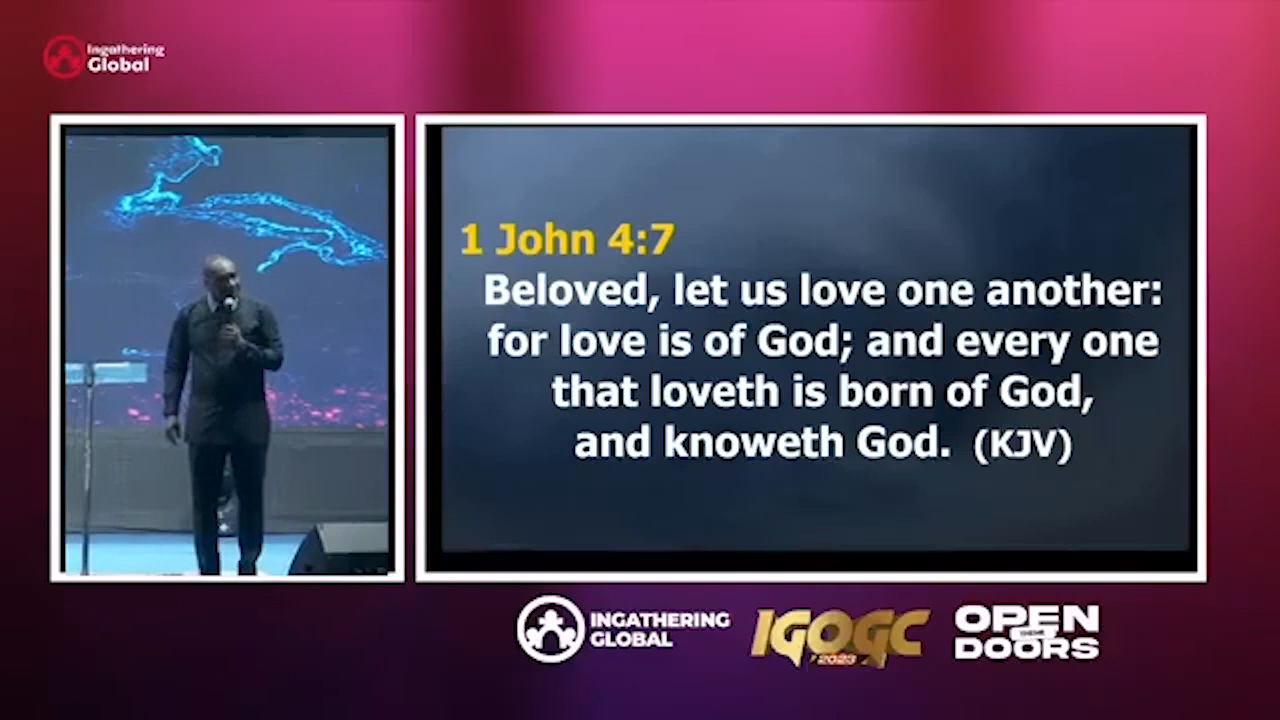 Ingathering
Global
1 John 4:7
Beloved, let us love one another:
for love is of God; and every one
that loveth is born of God,
and knoweth God.  (KJV)
INGATHERING
GLOBAL
IGOGC
2023
OPEN
DOORS